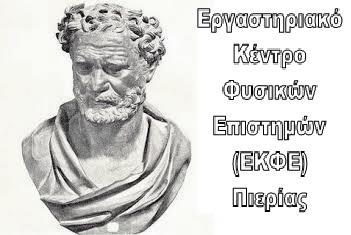 Εργαστηριακό
Κέντρο
Φυσικών
Επιστημών
(ΕΚΦΕ)
Πιερίας